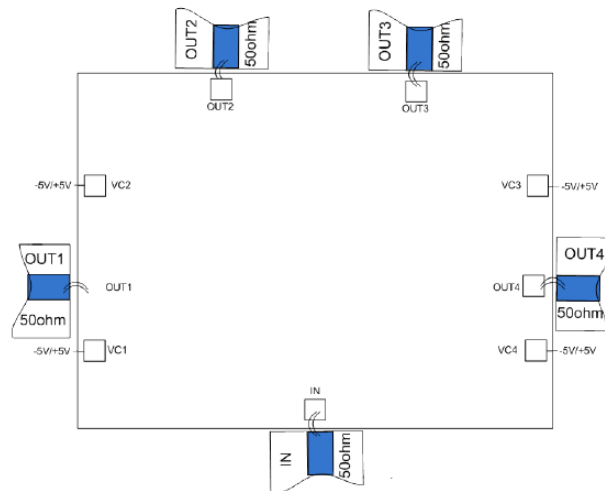 OUT2
50ohm
OUT3
50ohm
OUT2
OUT3
-5V/+5V
VC2
VC3
-5V/+5V
OUT1
50ohm
OUT1
OUT4
OUT4
50ohm
-5V/+5V
VC1
VC4
-5V/+5V
IN
IN
50ohm